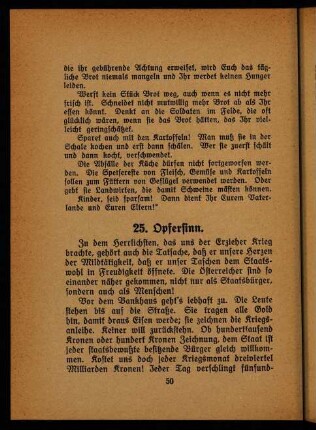 die ihr gebührende Achtung erweiset, wird Euch das täg-
liche Brot niemals mangeln und Ihr werdet keinen Hunger
leiden.
Werft kein Stück Brot weg, auch wenn es nicht mehr
frisch ist. Schneidet nicht mutwillig mehr Brot ab als Ihr
essen könnt. Denkt an die Soldaten im Felde, die oft
glücklich wären, wenn sie das Brot hätten, das Ihr viel-
leicht geringschätzet.
Sparet auch mit den Kartoffeln! Man muß sie in der
Schale kochen und erst dann schälen. Wer sie zuerst schält
und dann kocht, verschwendet.
Die Abfälle der Küche dürfen nicht fortgeworfen wer-
den. Die Speisereste von Fleisch, Gemüse und Kartoffeln
sollen zum Füttern von Geflügel verwendet werden. Oder
gebt sie Landwirten, die damit Schweine mästen können.
Kinder, seid sparsam! Dann dient Ihr Eurem Vater-
lande und Euren Eltern!"
25. Opfersinn.
Zu dem Herrlichsten, das uns der Erzieher Krieg
brachte, gehört auch die Tatsache, daß er unsere Herzen
der Mildtätigkeit, daß er unser Taschen dem Staats-
wohl in Freudigkeit öffnete. Die Österreicher sind so
einander näher gekommen, nicht nur als Staatsbürger,
sondern auch als Menschen!
Vor dem Bankhaus geht's lebhaft zu. Die Leute
stehen bis auf die Straße. Sie tragen alle Gold
hin, damit draus Eisen werde; sie zeichnen die Kriegs-
anleihe. Keiner will zurückstehn. Ob hunderttausend
Kronen oder hundert Kronen Zeichnung, dem Staat ist
jeder staatsbewußte besitzende Bürger gleich willkom-
men. Kostet uns doch jeder Kriegsmonat dreiviertel
Milliarden Kronen! Jeder Tag verschlingt fünfund-
50